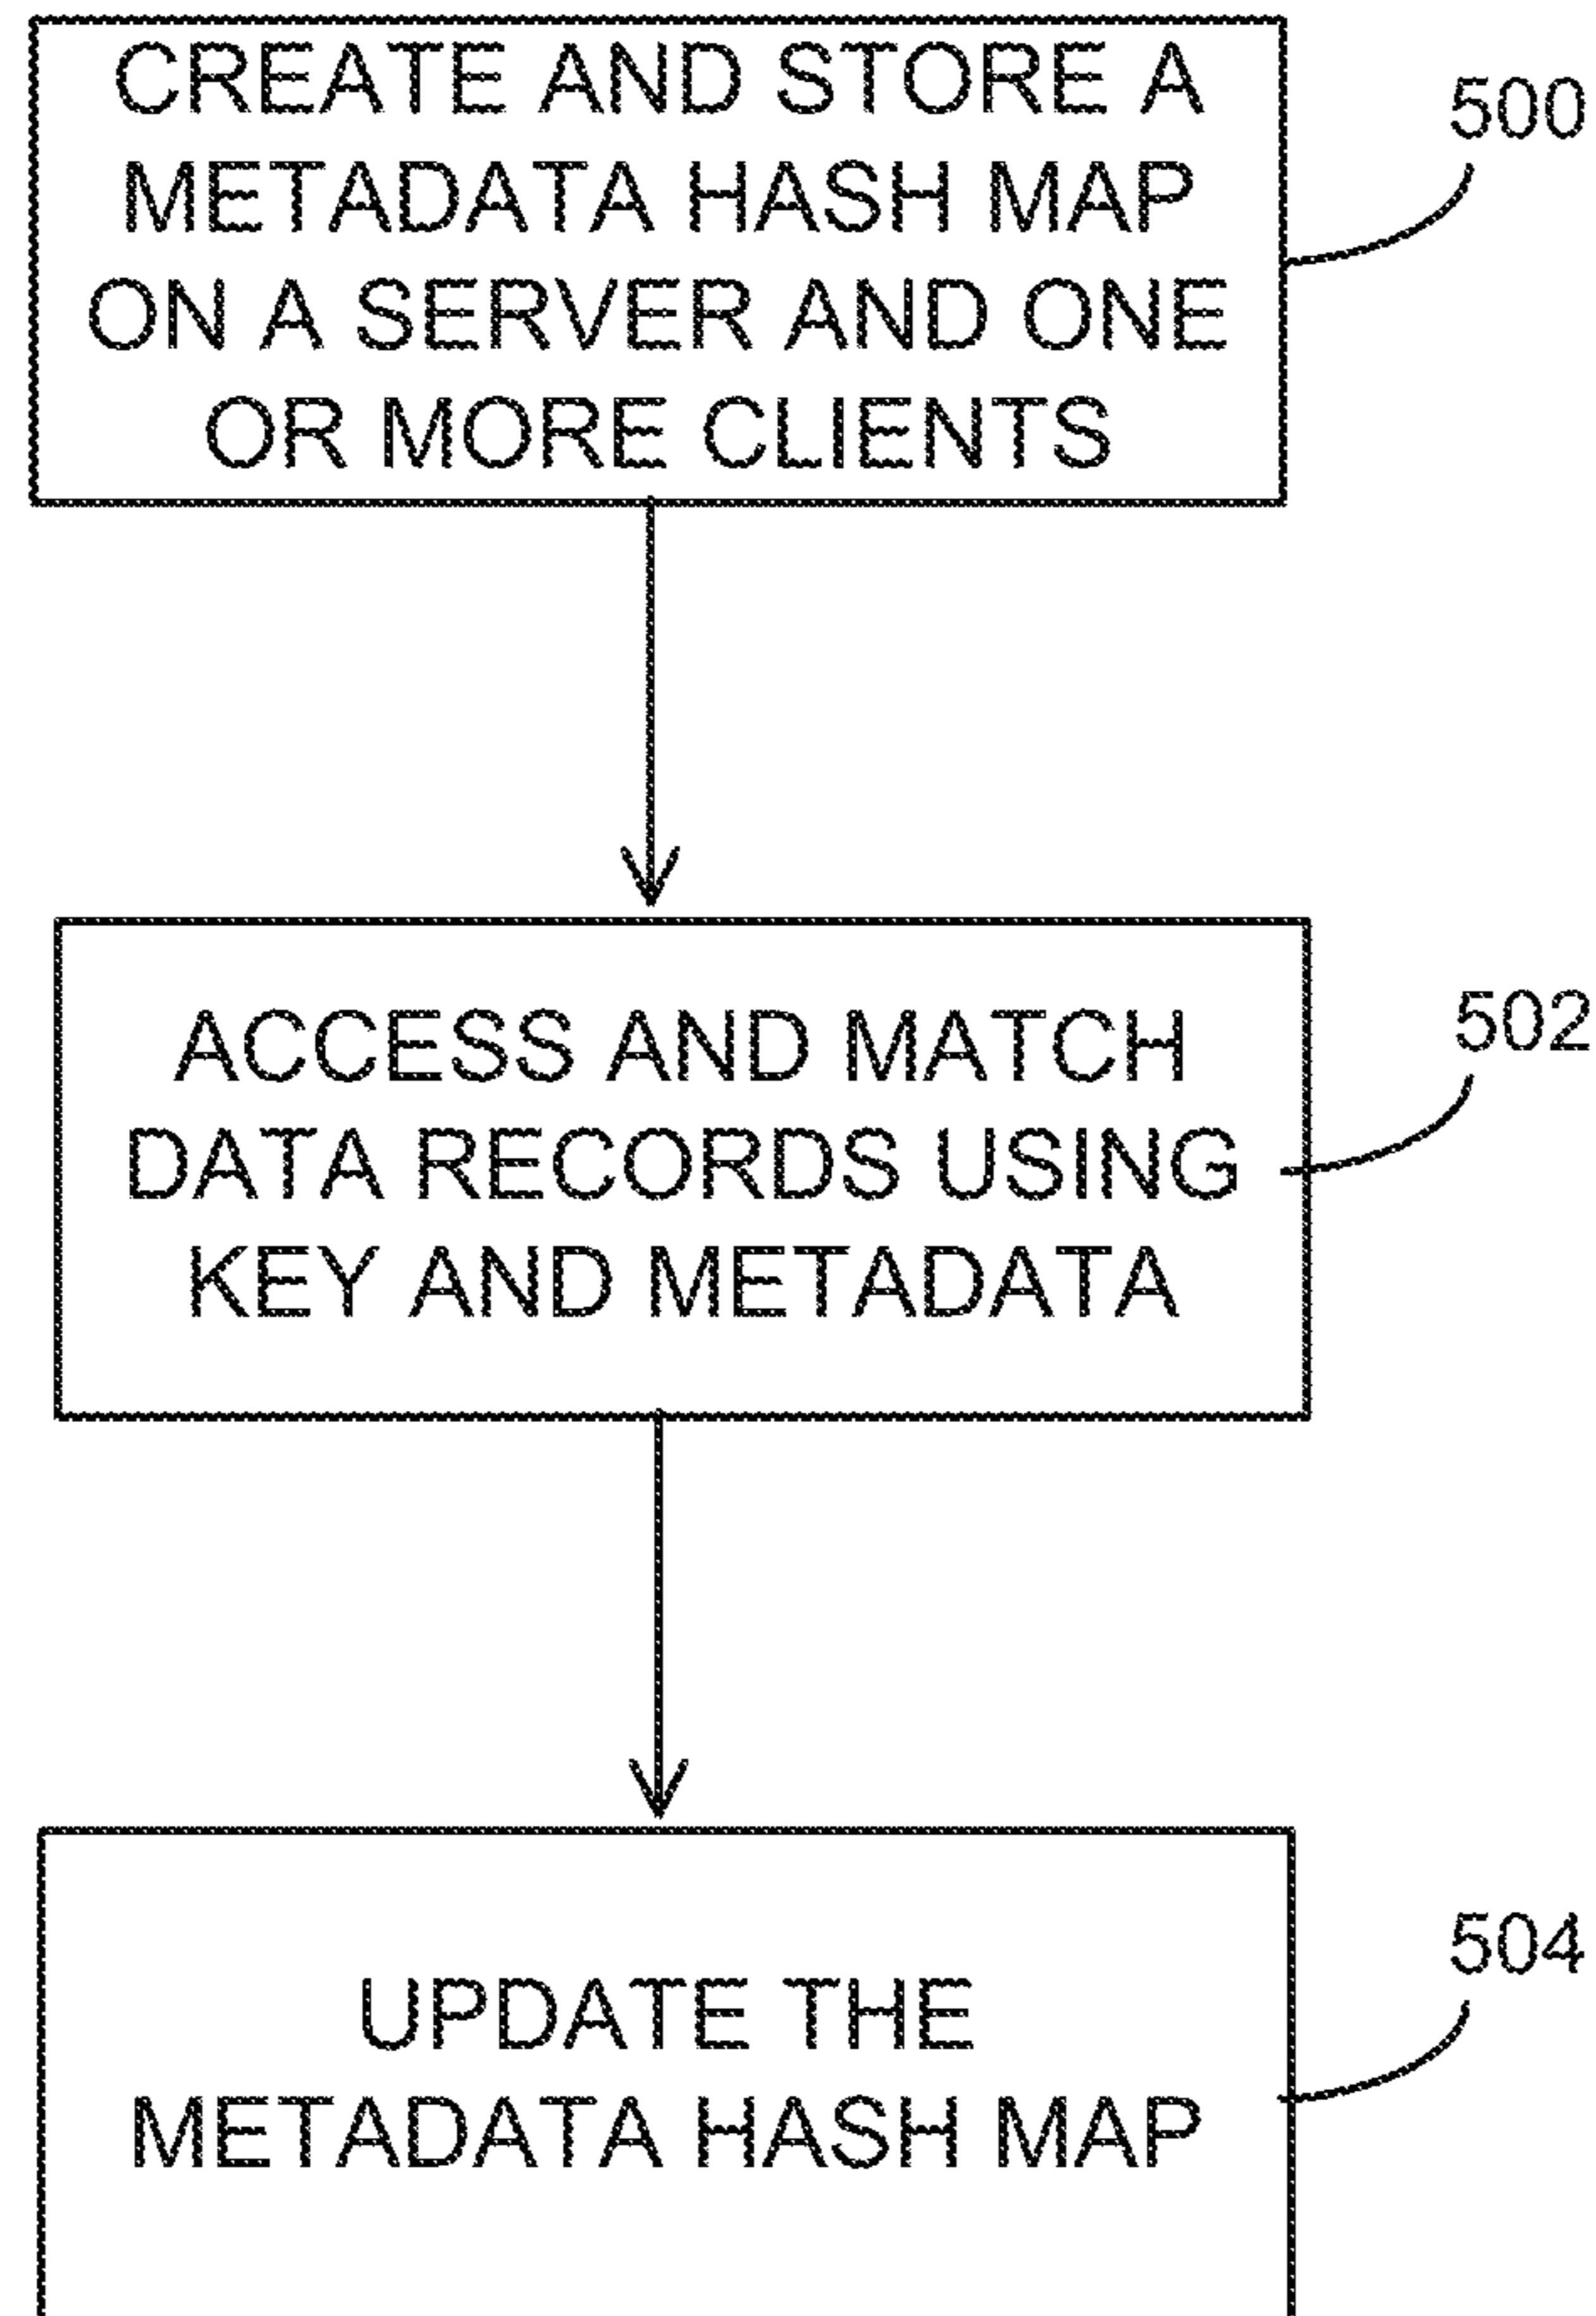 CREATE AND STORE A
METADATA HASH MAP
ON A SERVER AND ONE
OR MORE CLIENTS
500
ACCESS AND MATCH
DATA RECORDS USING
KEY AND METADATA
502
UPDATE THE
METADATA HASH MAP
504